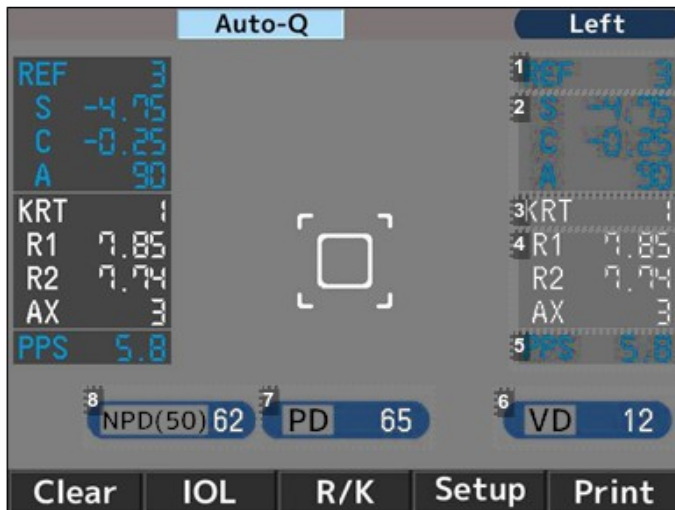 Auto-Q Left
REF 3 1 REF 3
S -4.75 2 S -4.75
C -0.25 C -0.25
A 90 A 90
KRT 1 3 KRT 1
R1 7.85 4 R1 7.85
R2 7.74 R2 7.74
AX 3 AX 3
PPS 5.8 5 PPS 5.8
8 NPD(50) 62 7 PD 65 6 VD 12
Clear IOL R/K Setup Print